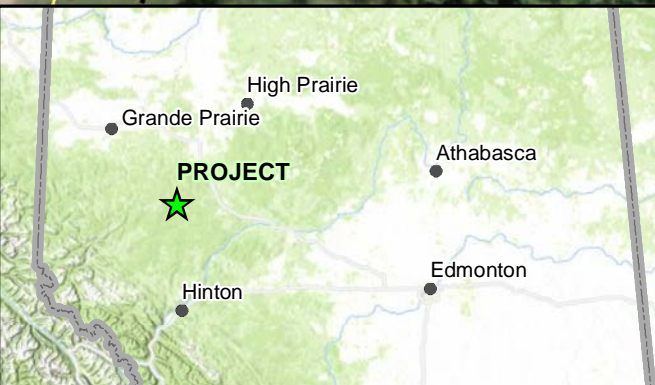 High Prairie
Grande Prairie
Athabasca
PROJECT
Edmonton
Hinton